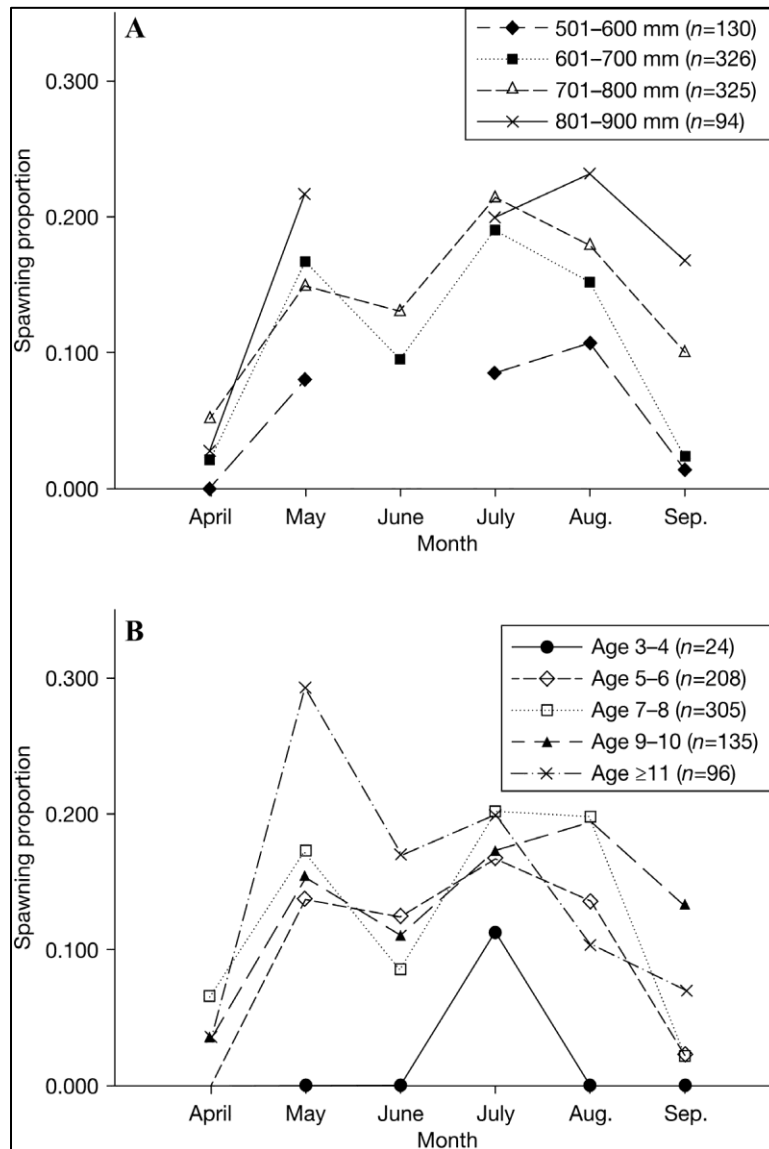 A
501–600 mm (n=130)
601–700 mm (n=326)
701–800 mm (n=325)
801–900 mm (n=94)
0.300
0.200
0.100
0.000
Spawning proportion
April May June July Aug. Sep.
Month
B
Age 3–4 (n=24)
Age 5–6 (n=208)
Age 7–8 (n=305)
Age 9–10 (n=135)
Age ≥11 (n=96)
0.300
0.200
0.100
0.000
Spawning proportion
April May June July Aug. Sep.
Month